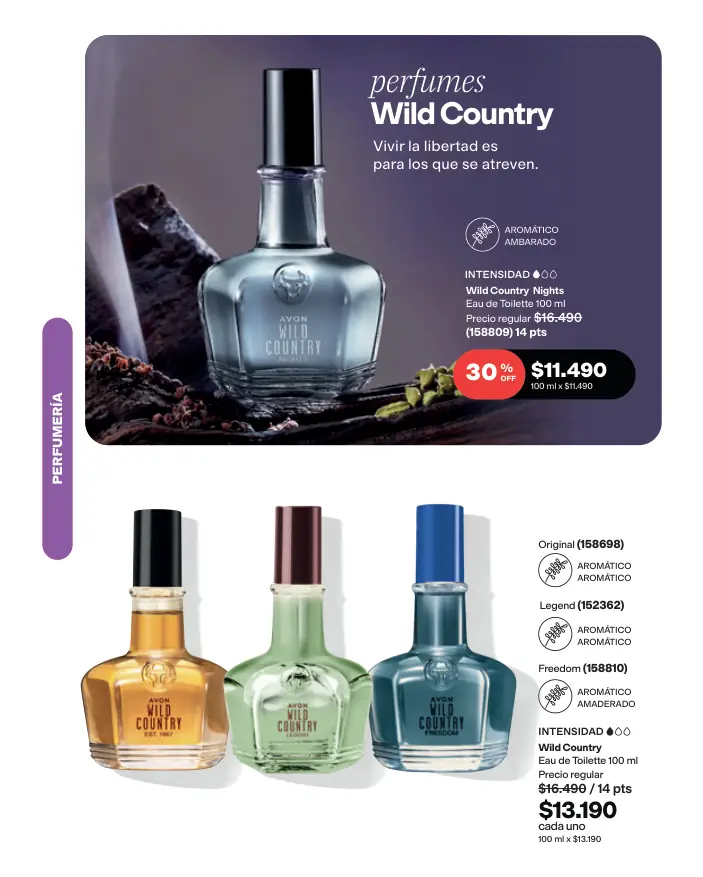 perfumes
Wild Country
Vivir la libertad es
para los que se atreven.
AROMÁTICO
AMBARADO
INTENSIDAD
Wild Country Nights
Eau de Toilette 100 ml
Precio regular $16.490
(158809) 14 pts
30 % OFF
$11.490
100 ml x $11.490
AVON
WILD
COUNTRY
PERFUMERÍA
Original (158698)
AROMÁTICO
AROMÁTICO
Legend (152362)
AROMÁTICO
AROMÁTICO
Freedom (158810)
AROMÁTICO
AMADERADO
INTENSIDAD
Wild Country
Eau de Toilette 100 ml
Precio regular
$16.490 / 14 pts
$13.190
cada uno
100 ml x $13.190
AVON
WILD
COUNTRY
EST. 1967
AVON
WILD
COUNTRY
LEGEND
AVON
WILD
COUNTRY
FREEDOM